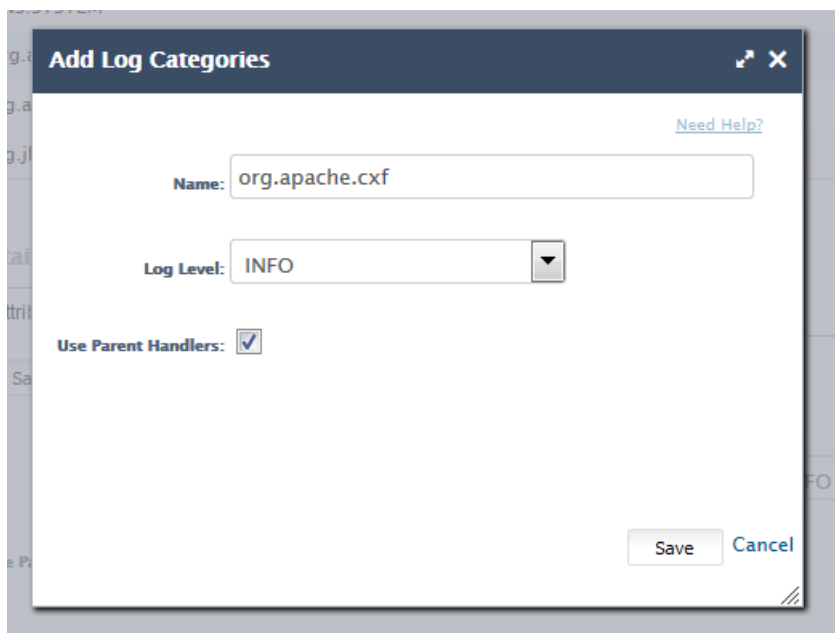 Add Log Categories
Need Help?
Name: org.apache.cxf
Log Level: INFO
Use Parent Handlers:
Save Cancel